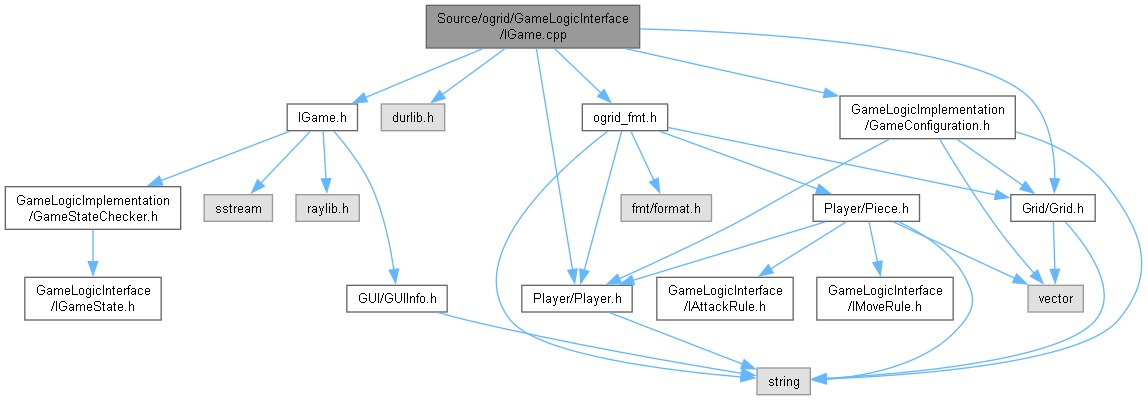 Source/ogrid/GameLogicInterface
/IGame.cpp
IGame.h
durlib.h
ogrid_fmt.h
GameLogicImplementation
/GameConfiguration.h
GameLogicImplementation
/GameStateChecker.h
sstream
raylib.h
fmt/format.h
Player/Piece.h
Grid/Grid.h
GameLogicInterface
/IGameState.h
GUI/GUIInfo.h
Player/Player.h
GameLogicInterface
/IAttackRule.h
GameLogicInterface
/IMoveRule.h
vector
string